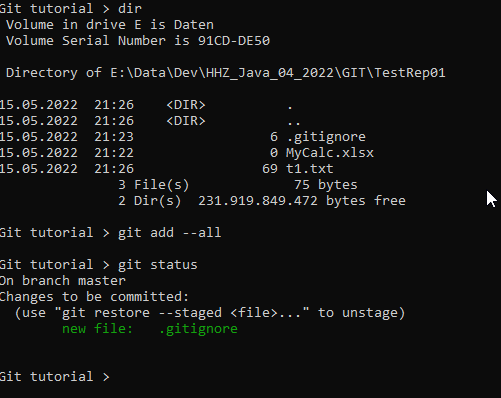 Git tutorial > dir
Volume in drive E is Daten
Volume Serial Number is 91CD-DE50
Directory of E:\Data\Dev\HHZ_Java_04_2022\GIT\TestRep01
15.05.2022  21:26    <DIR>          .
15.05.2022  21:26    <DIR>          ..
15.05.2022  21:23                 6 .gitignore
15.05.2022  21:22                 0 MyCalc.xlsx
15.05.2022  21:26                69 t1.txt
3 File(s)             75 bytes
2 Dir(s)  231.919.849.472 bytes free
Git tutorial > git add --all
Git tutorial > git status
On branch master
Changes to be committed:
(use "git restore --staged <file>..." to unstage)
new file:   .gitignore
Git tutorial >